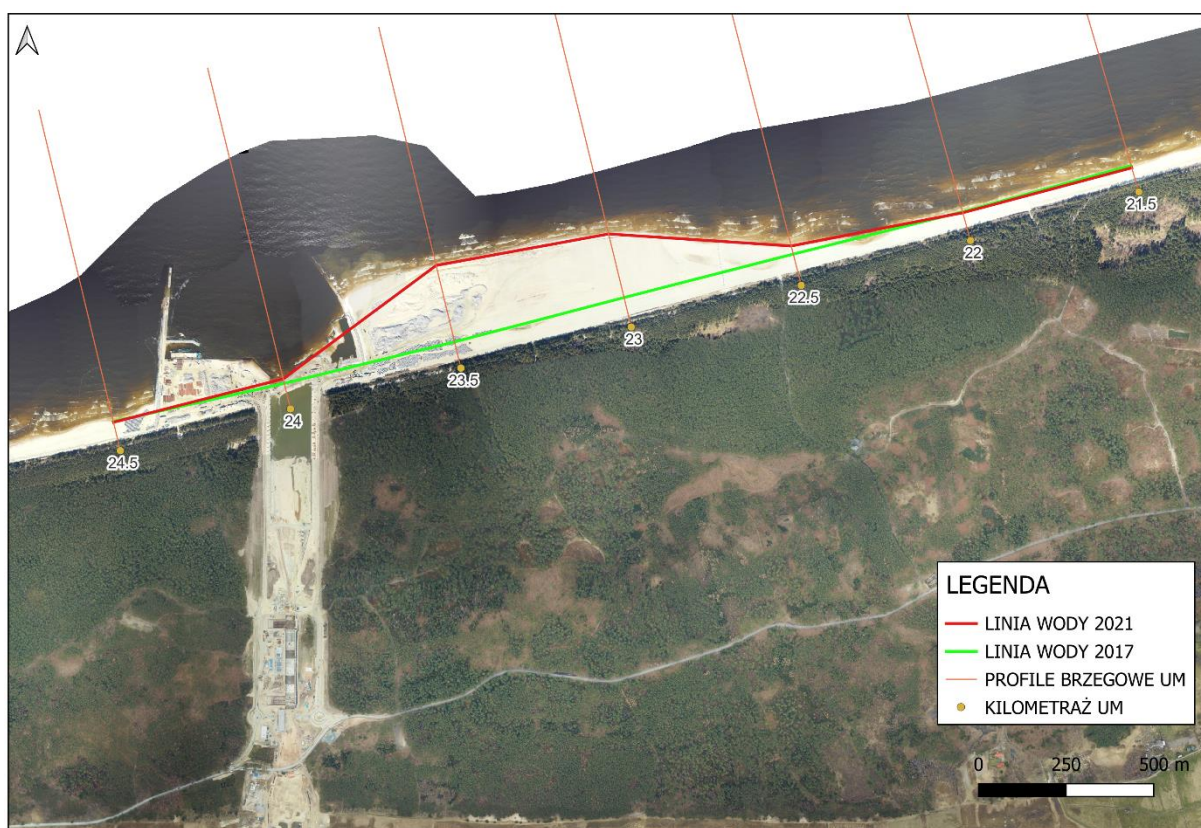 21.5
22
22.5
23
23.5
24
24.5
LEGENDA
LINIA WODY 2021
LINIA WODY 2017
PROFILE BRZEGOWE UM
KILOMETRAŻ UM
0 250 500 m